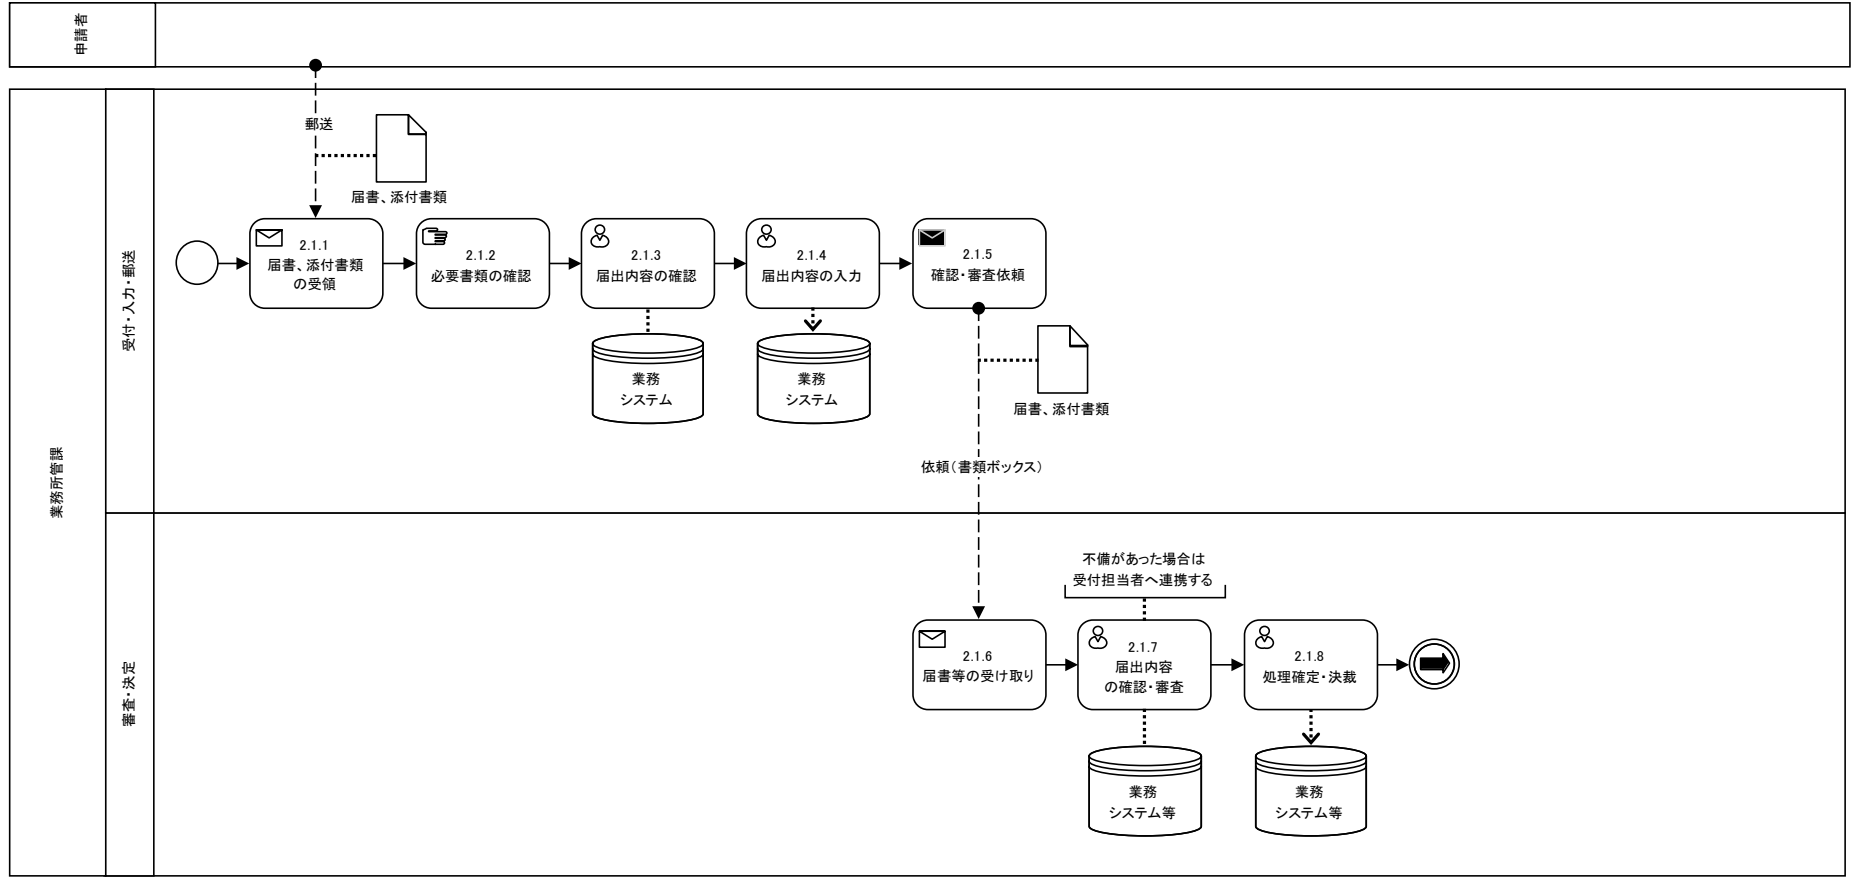 申請者
業務所管課
受付・入力・郵送
郵送
届書、添付書類
2.1.1
届書、添付書類
の受領
2.1.2
必要書類の確認
2.1.3
届出内容の確認
2.1.4
届出内容の入力
2.1.5
確認・審査依頼
業務
システム
業務
システム
届書、添付書類
依頼(書類ボックス)
審査・決定
不備があった場合は
受付担当者へ連携する
2.1.6
届書等の受け取り
2.1.7
届出内容
の確認・審査
2.1.8
処理確定・決裁
業務
システム等
業務
システム等